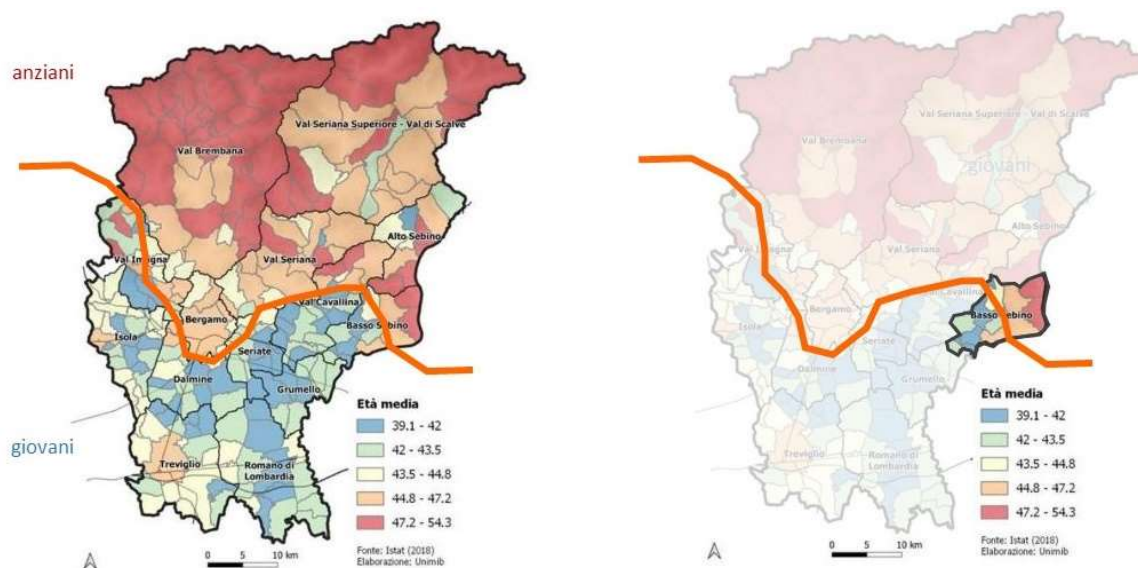 anziani
Val Seriana Superiore - Val di Scalve
Val Brembana
Alto Sebino
Val Imagna
Val Seriana
Val Cavallina
Bergamo
Basso Sebino
Isola
Seriate
Dalmine
Grumello
giovani
Treviglio
Romano di
Lombardia
Età media
39.1 - 42
42 - 43.5
43.5 - 44.8
44.8 - 47.2
47.2 - 54.3
0 5 10 km
Fonte: Istat (2018)
Elaborazione: Unimib
Val Seriana Superiore - Val di Scalve
Val Brembana
giovani
Alto Sebino
Val Imagna
Val Seriana
Val Cavallina
Bergamo
Basso Sebino
Isola
Seriate
Dalmine
Grumello
Treviglio
Romano di
Lombardia
Età media
39.1 - 42
42 - 43.5
43.5 - 44.8
44.8 - 47.2
47.2 - 54.3
0 5 10 km
Fonte: Istat (2018)
Elaborazione: Unimib